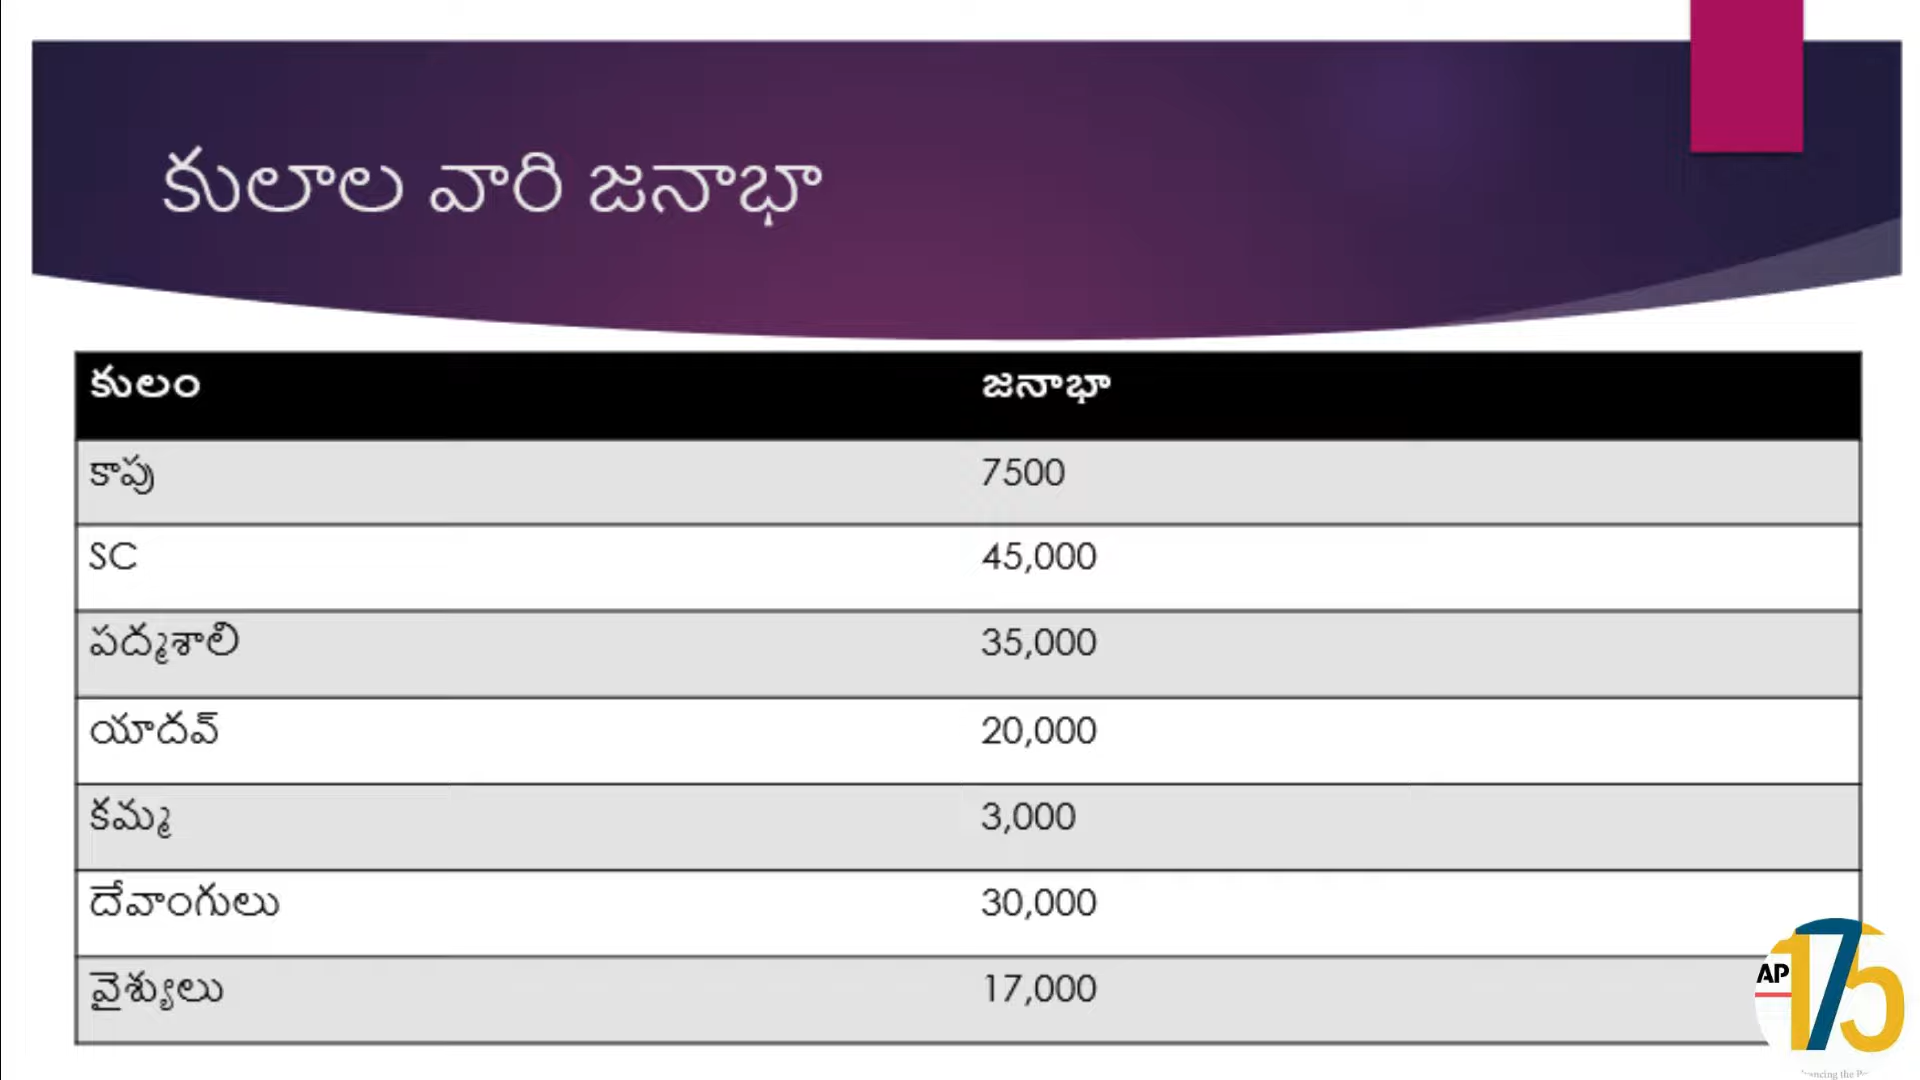 కులాల వారి జనాభా
కులం జనాభా
కాపు 7500
SC 45,000
పద్మశాలి 35,000
యాదవ్ 20,000
కమ్మ 3,000
దేవాంగులు 30,000
వైశ్యులు 17,000
AP 175